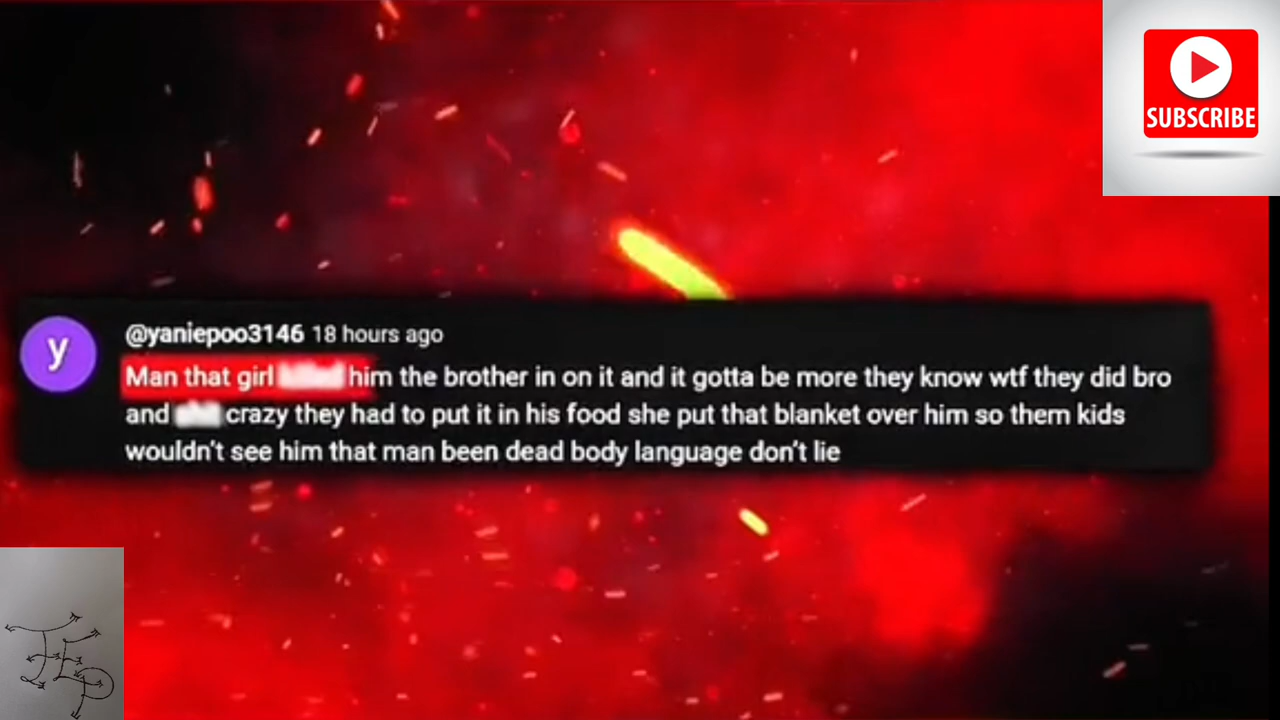 SUBSCRIBE
y
@yaniepoo3146 18 hours ago
Man that girl him the brother in on it and it gotta be more they know wtf they did bro
and crazy they had to put it in his food she put that blanket over him so them kids
wouldn't see him that man been dead body language don't lie